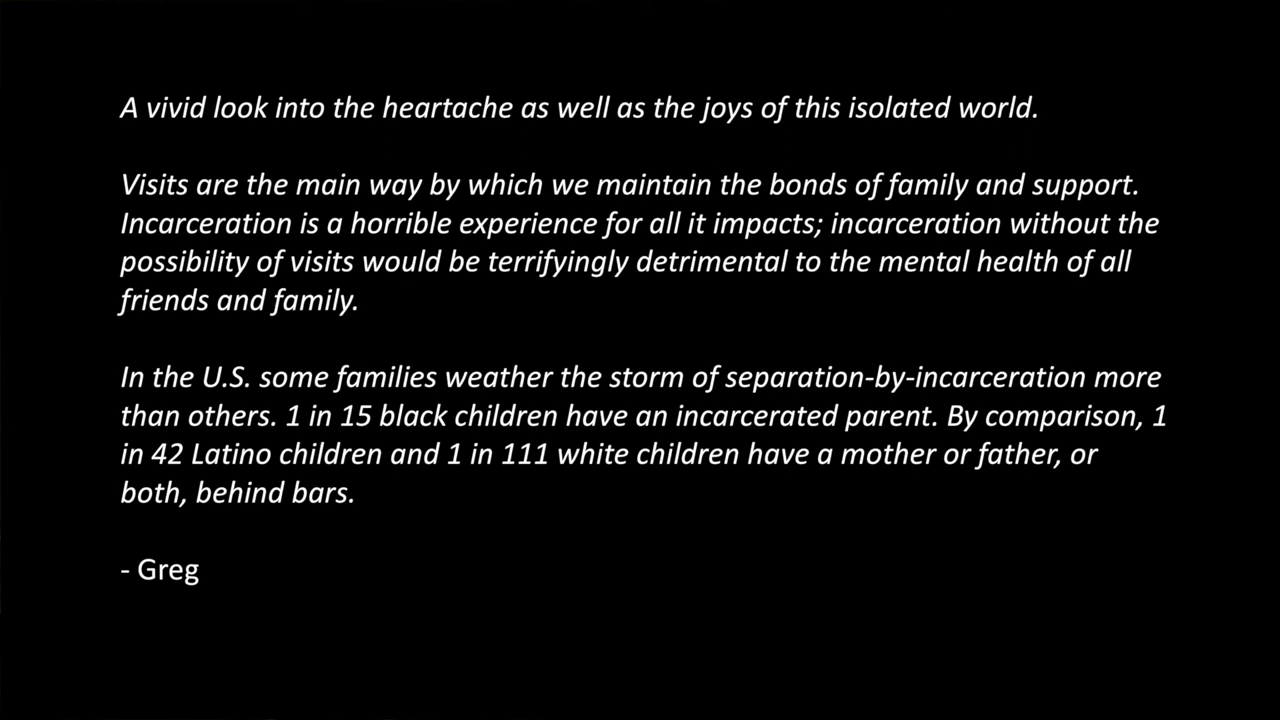 A vivid look into the heartache as well as the joys of this isolated world.
Visits are the main way by which we maintain the bonds of family and support.
Incarceration is a horrible experience for all it impacts; incarceration without the
possibility of visits would be terrifyingly detrimental to the mental health of all
friends and family.
In the U.S. some families weather the storm of separation-by-incarceration more
than others. 1 in 15 black children have an incarcerated parent. By comparison, 1
in 42 Latino children and 1 in 111 white children have a mother or father, or
both, behind bars.
- Greg